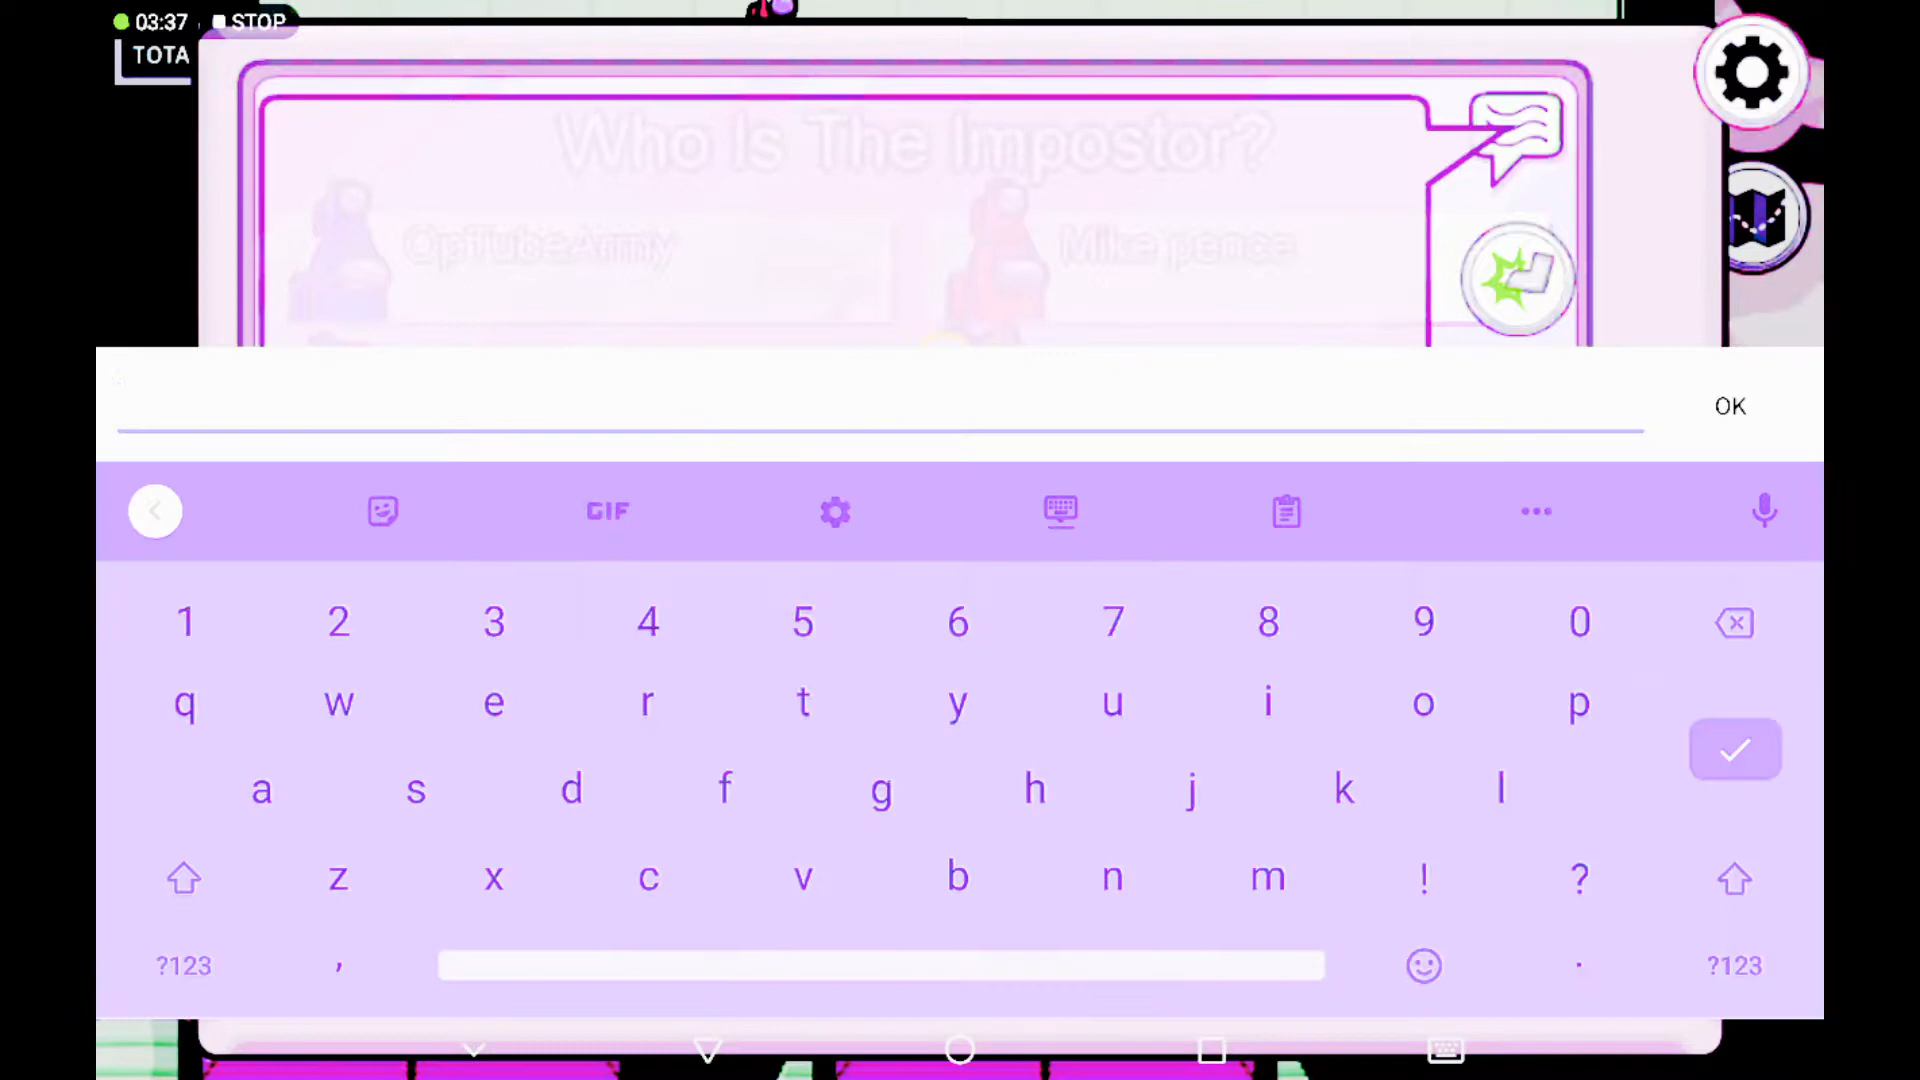 03:37 STOP
TOTA
Who Is The Impostor?
OpTubeArmy Mike pence
OK
GIF
1 2 3 4 5 6 7 8 9 0
q w e r t y u i o p
a s d f g h j k l
z x c v b n m ! ?
?123 , . ?123